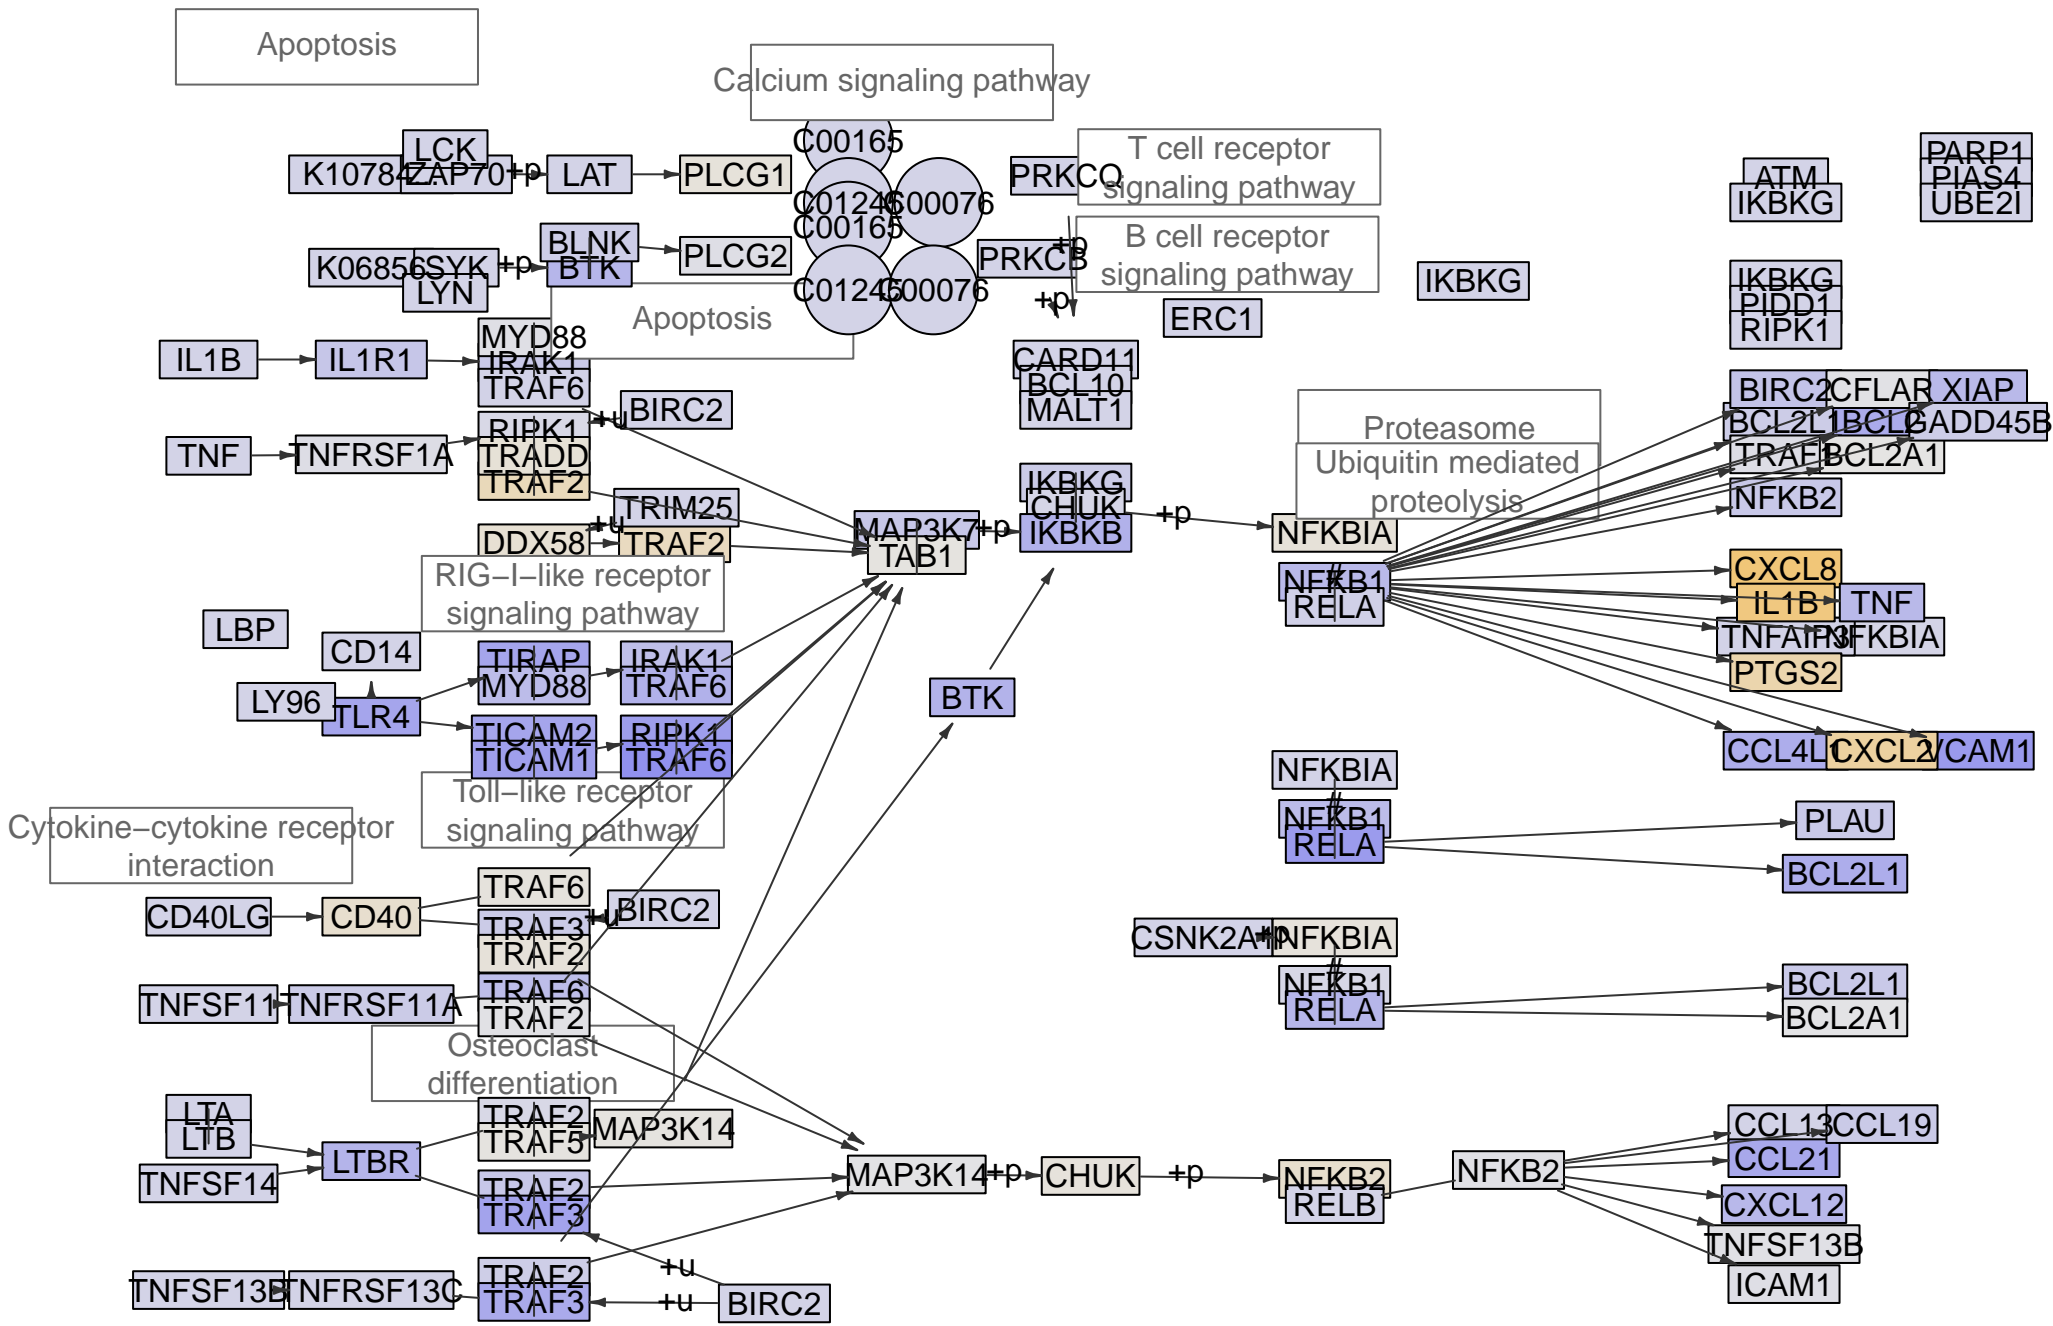 Apoptosis
Calcium signaling pathway
T cell receptor
signaling pathway
B cell receptor
signaling pathway
Apoptosis
Proteasome
Ubiquitin mediated
proteolysis
RIG−I−like receptor
signaling pathway
Toll−like receptor
signaling pathway
Cytokine−cytokine receptor
interaction
Osteoclast
differentiation
LCK
K10784
ZAP70
+p
LAT
PLCG1
C00165
C01246
C00076
C00165
C01245
C00076
PRKCQ
PRKCB
+p
+p
BLNK
BTK
PLCG2
K06856
SYK
+p
LYN
ERC1
IKBKG
ATM
IKBKG
PARP1
PIAS4
UBE2I
IKBKG
PIDD1
RIPK1
IL1B
IL1R1
MYD88
IRAK1
TRAF6
CARD11
BCL10
MALT1
TNF
TNFRSF1A
RIPK1
TRADD
TRAF2
+u
BIRC2
BIRC2
CFLAR
XIAP
BCL2L1
BCL2
GADD45B
TRAF1
BCL2A1
NFKB2
DDX58
+u
TRIM25
TRAF2
MAP3K7
TAB1
+p
IKBKG
CHUK
IKBKB
+p
NFKBIA
NFKB1
RELA
CXCL8
IL1B
TNF
TNFAIP3
NFKBIA
PTGS2
CCL4L1
CXCL2
VCAM1
LBP
CD14
LY96
TLR4
TIRAP
MYD88
IRAK1
TRAF6
TICAM2
TICAM1
RIPK1
TRAF6
BTK
NFKBIA
NFKB1
RELA
PLAU
BCL2L1
CD40LG
CD40
TRAF6
TRAF3
TRAF2
+u
BIRC2
CSNK2A1
+p
NFKBIA
NFKB1
RELA
BCL2L1
BCL2A1
TNFSF11
TNFRSF11A
TRAF6
TRAF2
LTA
LTB
TNFSF14
LTBR
TRAF2
TRAF5
MAP3K14
TRAF2
TRAF3
MAP3K14
+p
CHUK
+p
NFKB2
RELB
NFKB2
CCL13
CCL19
CCL21
CXCL12
TNFSF13B
ICAM1
TNFSF13B
TNFRSF13C
TRAF2
TRAF3
+u
+u
BIRC2